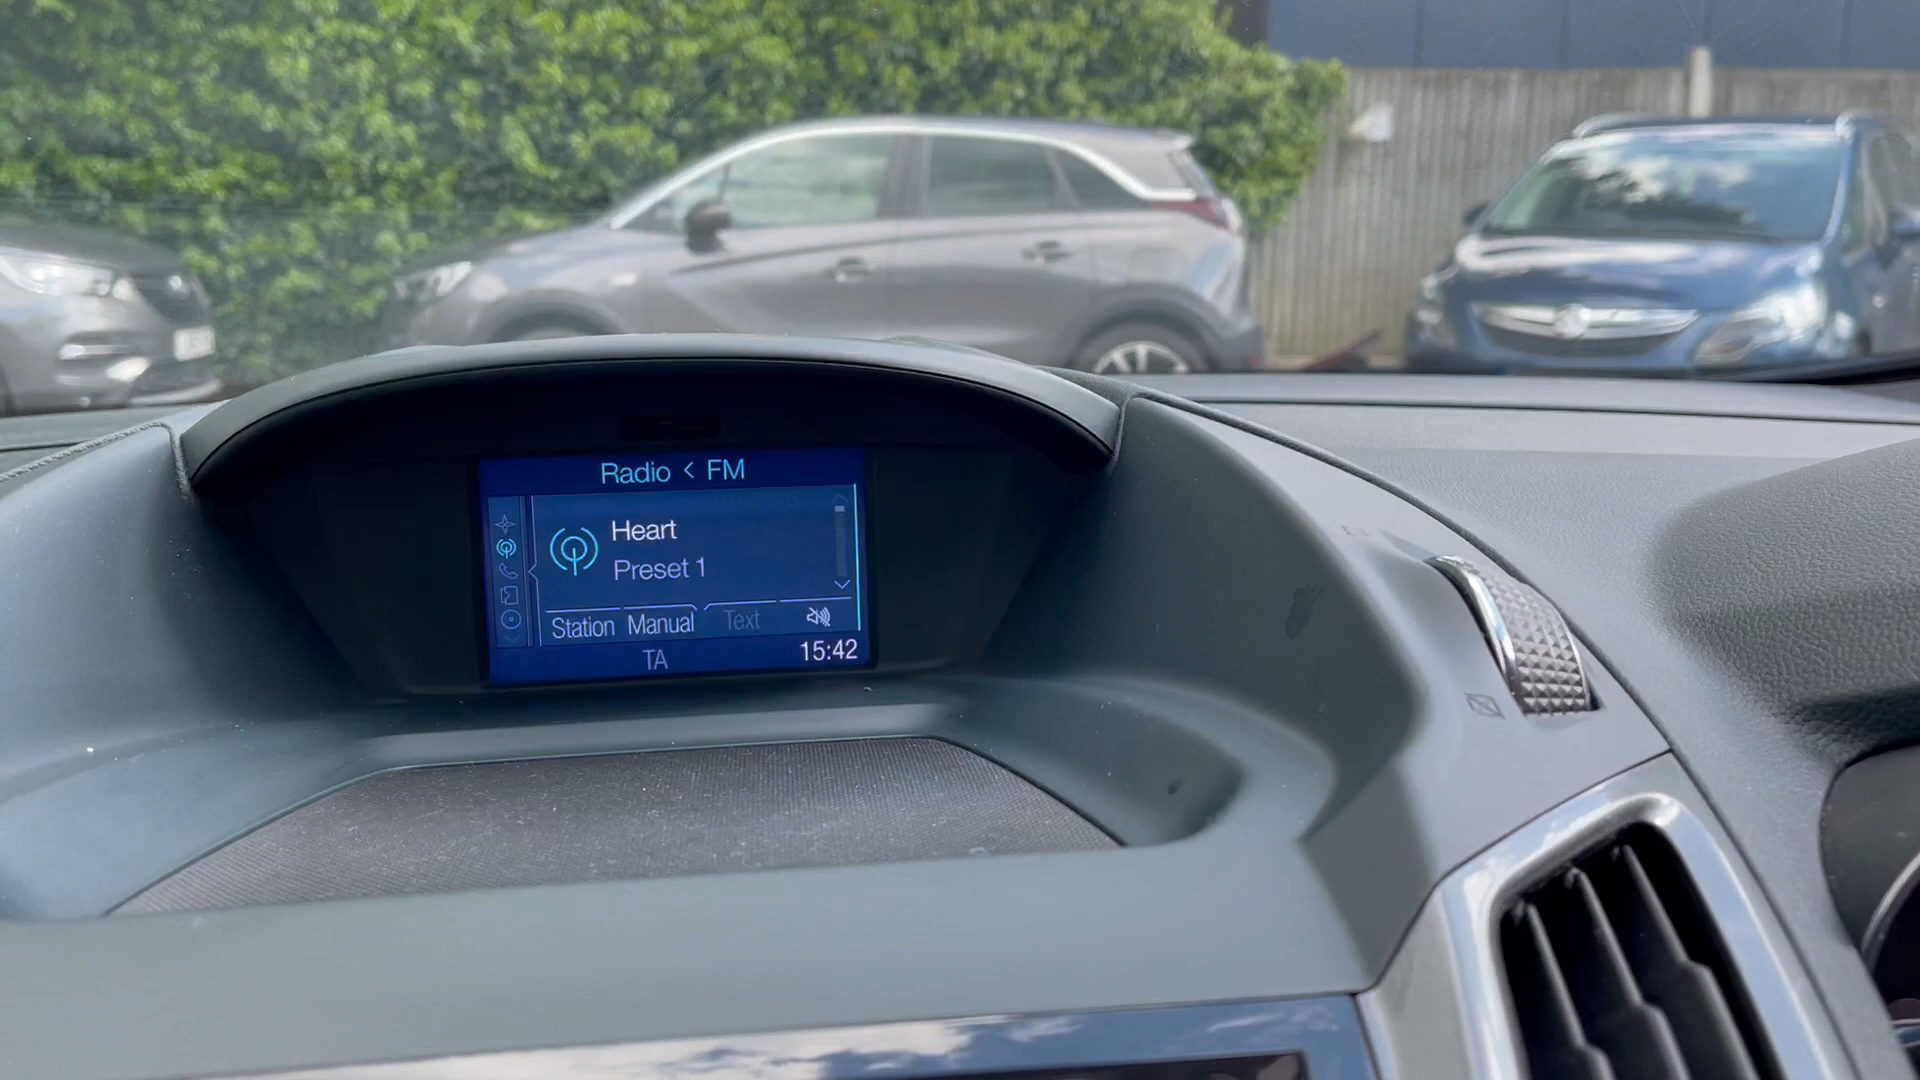 Radio < FM
Heart
Preset 1
Station Manual Text
TA
15:42